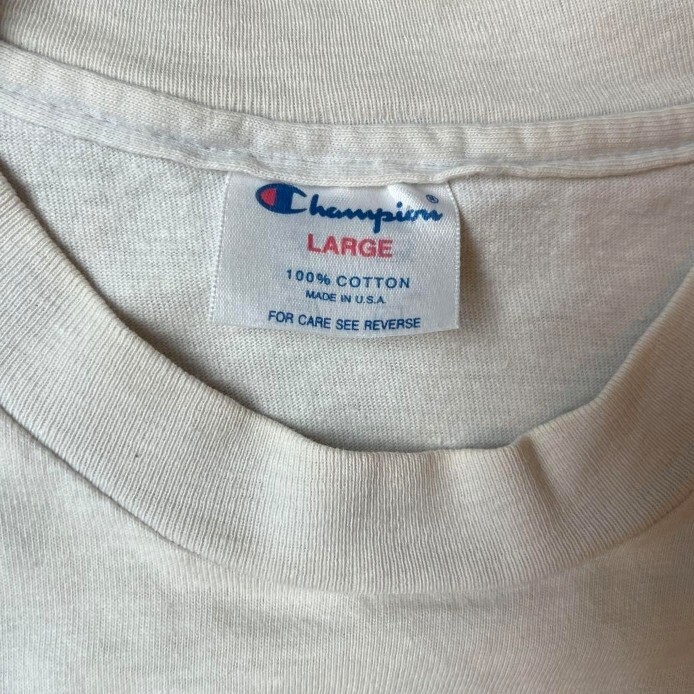 Champion®
LARGE
100% COTTON
MADE IN U.S.A.
FOR CARE SEE REVERSE